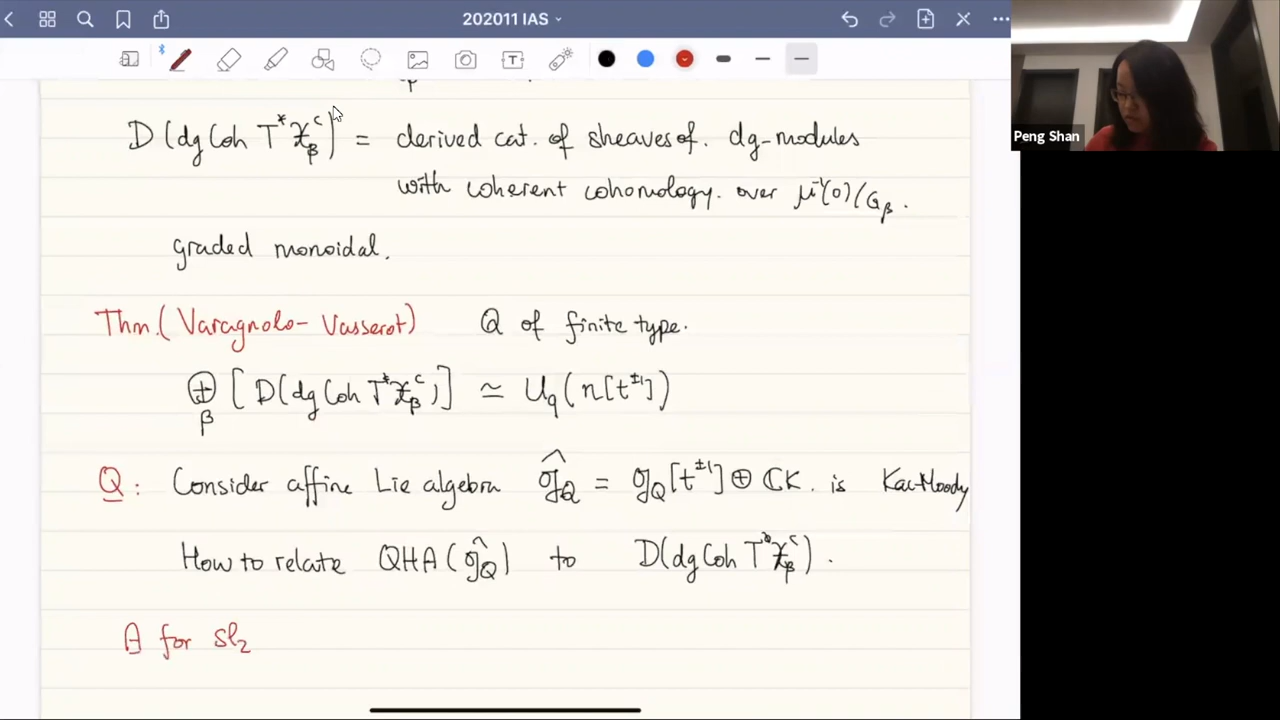 202011 IAS
Peng Shan
D(dg Coh T*𝒳_β^c) = derived cat. of sheaves of. dg-modules
with coherent cohomology. over μ⁻¹(0)/G_β.
graded monoidal.
Thm. (Varagnolo-Vasserot) Q of finite type.
⊕_β [D(dg Coh T*𝒳_β^c)] ≃ U_q(n[t^{±1}])
Q: Consider affine Lie algebra ĝ_Q = g_Q[t^{±1}] ⊕ ℂK. is Kac-Moody
How to relate QHA(ĝ_Q) to D(dg Coh T*𝒳_β^c).
A for sl₂